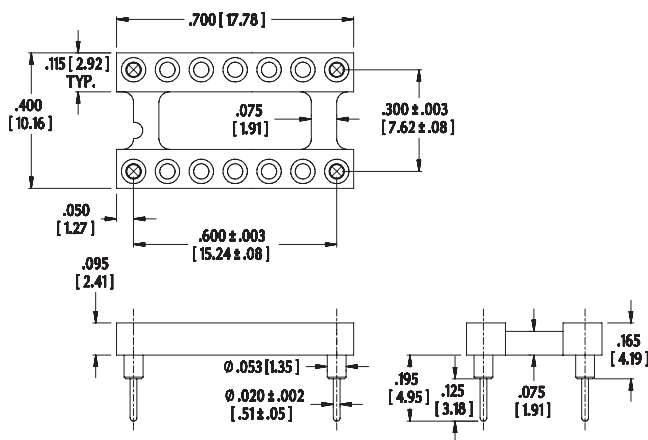 .700 [ 17.78]
.115 [ 2.92]
TYP.
.400
[ 10.16]
.075
[ 1.91]
.300 ±.003
[ 7.62 ±.08 ]
.050
[ 1.27 ]
.600 ±.003
[ 15.24 ±.08 ]
.095
[ 2.41 ]
Ø .053 [1.35]
Ø .020 ±.002
[ .51±.05 ]
.195
[ 4.95 ]
.125
[ 3.18 ]
.075
[ 1.91]
.165
[ 4.19 ]